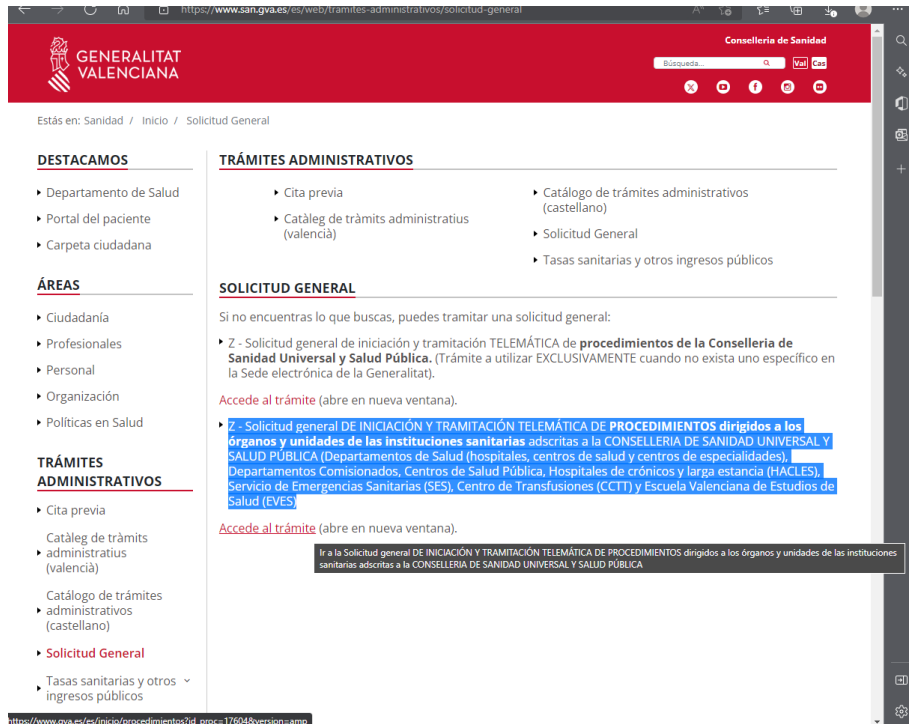 https://www.san.gva.es/es/web/tramites-administrativos/solicitud-general
GENERALITAT
VALENCIANA
Conselleria de Sanidad
Búsqueda...
Val Cas
Estás en: Sanidad / Inicio / Solicitud General
DESTACAMOS
Departamento de Salud
Portal del paciente
Carpeta ciudadana
ÁREAS
Ciudadanía
Profesionales
Personal
Organización
Políticas en Salud
TRÁMITES
ADMINISTRATIVOS
Cita previa
Catàleg de tràmits
administratius
(valencià)
Catálogo de trámites
administrativos
(castellano)
Solicitud General
Tasas sanitarias y otros
ingresos públicos
TRÁMITES ADMINISTRATIVOS
Cita previa
Catàleg de tràmits administratius
(valencià)
Catálogo de trámites administrativos
(castellano)
Solicitud General
Tasas sanitarias y otros ingresos públicos
SOLICITUD GENERAL
Si no encuentras lo que buscas, puedes tramitar una solicitud general:
Z - Solicitud general de iniciación y tramitación TELEMÁTICA de procedimientos de la Conselleria de
Sanidad Universal y Salud Pública. (Trámite a utilizar EXCLUSIVAMENTE cuando no exista uno específico en
la Sede electrónica de la Generalitat).
Accede al trámite (abre en nueva ventana).
Z - Solicitud general DE INICIACIÓN Y TRAMITACIÓN TELEMÁTICA DE PROCEDIMIENTOS dirigidos a los
órganos y unidades de las instituciones sanitarias adscritas a la CONSELLERIA DE SANIDAD UNIVERSAL Y
SALUD PÚBLICA (Departamentos de Salud (hospitales, centros de salud y centros de especialidades),
Departamentos Comisionados, Centros de Salud Pública, Hospitales de crónicos y larga estancia (HACLES),
Servicio de Emergencias Sanitarias (SES), Centro de Transfusiones (CCTT) y Escuela Valenciana de Estudios de
Salud (EVES)
Accede al trámite (abre en nueva ventana).
Ir a la Solicitud general DE INICIACIÓN Y TRAMITACIÓN TELEMÁTICA DE PROCEDIMIENTOS dirigidos a los órganos y unidades de las instituciones
sanitarias adscritas a la CONSELLERIA DE SANIDAD UNIVERSAL Y SALUD PÚBLICA
https://www.gva.es/es/inicio/procedimientos?id_proc=17604&version=amp